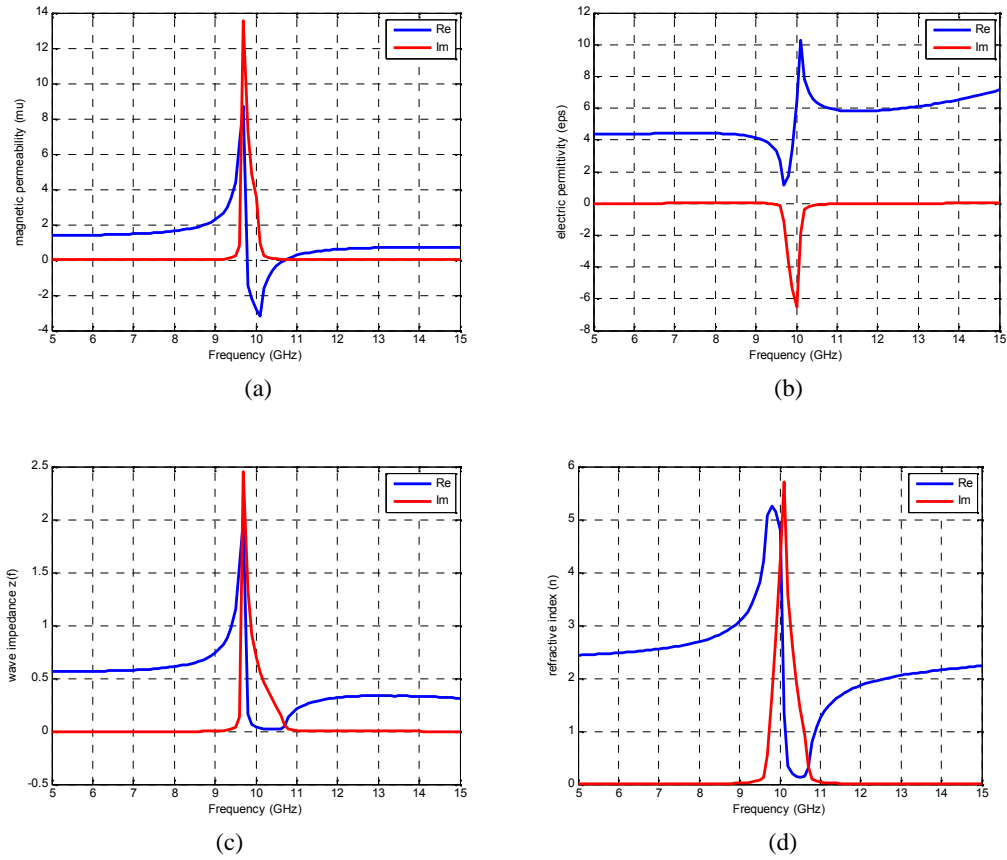 14
12
10
8
6
4
2
0
-2
-4
magnetic permeability (mu)
5 6 7 8 9 10 11 12 13 14 15
Frequency (GHz)
Re
Im
(a)
12
10
8
6
4
2
0
-2
-4
-6
-8
electric permittivity (eps)
5 6 7 8 9 10 11 12 13 14 15
Frequency (GHz)
Re
Im
(b)
2.5
2
1.5
1
0.5
0
-0.5
wave impedance z(f)
5 6 7 8 9 10 11 12 13 14 15
Frequency (GHz)
Re
Im
(c)
6
5
4
3
2
1
0
refractive index (n)
5 6 7 8 9 10 11 12 13 14 15
Frequency (GHz)
Re
Im
(d)